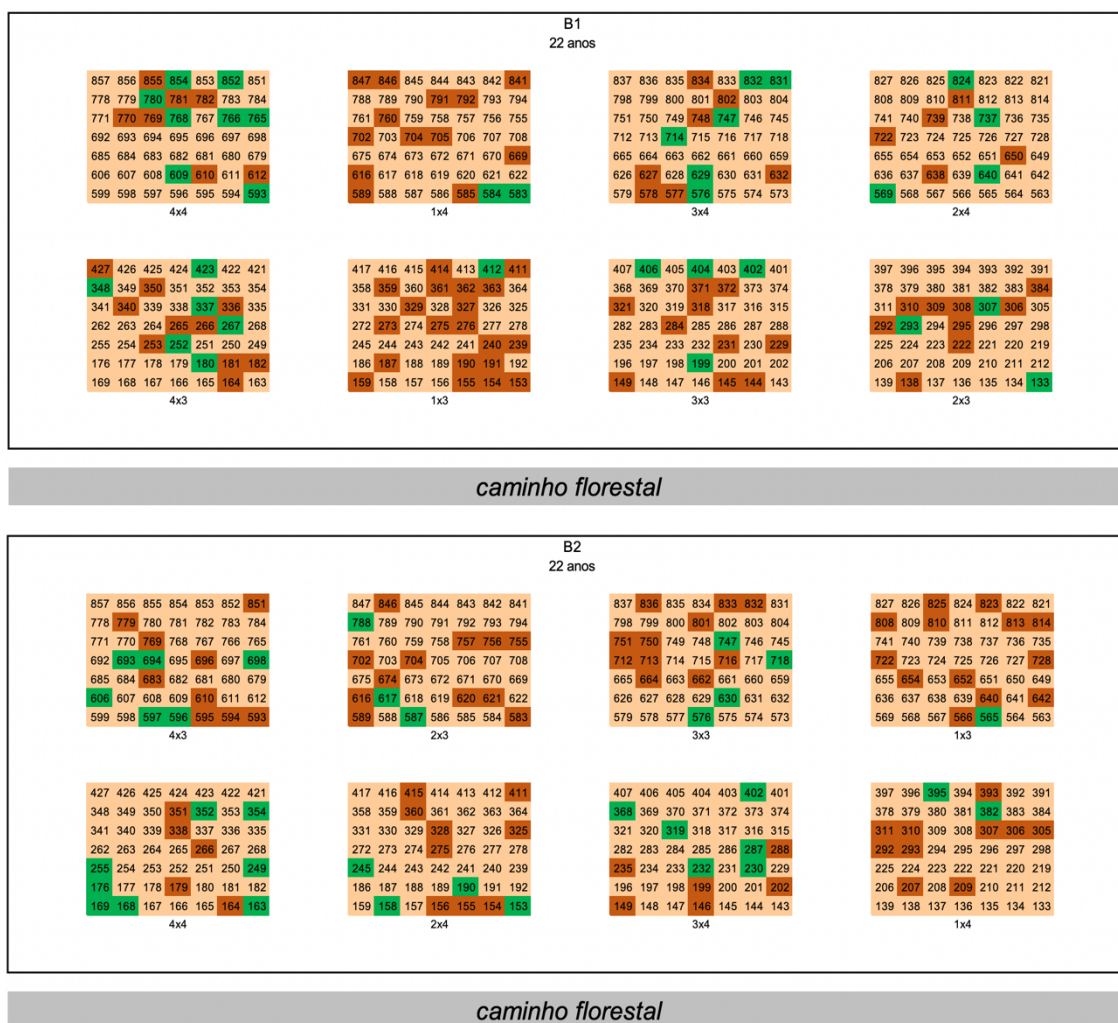 B1
22 anos
857 856 855 854 853 852 851
778 779 780 781 782 783 784
771 770 769 768 767 766 765
692 693 694 695 696 697 698
685 684 683 682 681 680 679
606 607 608 609 610 611 612
599 598 597 596 595 594 593
4x4
847 846 845 844 843 842 841
788 789 790 791 792 793 794
761 760 759 758 757 756 755
702 703 704 705 706 707 708
675 674 673 672 671 670 669
616 617 618 619 620 621 622
589 588 587 586 585 584 583
1x4
837 836 835 834 833 832 831
798 799 800 801 802 803 804
751 750 749 748 747 746 745
712 713 714 715 716 717 718
665 664 663 662 661 660 659
626 627 628 629 630 631 632
579 578 577 576 575 574 573
3x4
827 826 825 824 823 822 821
808 809 810 811 812 813 814
741 740 739 738 737 736 735
722 723 724 725 726 727 728
655 654 653 652 651 650 649
636 637 638 639 640 641 642
569 568 567 566 565 564 563
2x4
427 426 425 424 423 422 421
348 349 350 351 352 353 354
341 340 339 338 337 336 335
262 263 264 265 266 267 268
255 254 253 252 251 250 249
176 177 178 179 180 181 182
169 168 167 166 165 164 163
4x3
417 416 415 414 413 412 411
358 359 360 361 362 363 364
331 330 329 328 327 326 325
272 273 274 275 276 277 278
245 244 243 242 241 240 239
186 187 188 189 190 191 192
159 158 157 156 155 154 153
1x3
407 406 405 404 403 402 401
368 369 370 371 372 373 374
321 320 319 318 317 316 315
282 283 284 285 286 287 288
235 234 233 232 231 230 229
196 197 198 199 200 201 202
149 148 147 146 145 144 143
3x3
397 396 395 394 393 392 391
378 379 380 381 382 383 384
311 310 309 308 307 306 305
292 293 294 295 296 297 298
225 224 223 222 221 220 219
206 207 208 209 210 211 212
139 138 137 136 135 134 133
2x3
caminho florestal
B2
22 anos
857 856 855 854 853 852 851
778 779 780 781 782 783 784
771 770 769 768 767 766 765
692 693 694 695 696 697 698
685 684 683 682 681 680 679
606 607 608 609 610 611 612
599 598 597 596 595 594 593
4x3
847 846 845 844 843 842 841
788 789 790 791 792 793 794
761 760 759 758 757 756 755
702 703 704 705 706 707 708
675 674 673 672 671 670 669
616 617 618 619 620 621 622
589 588 587 586 585 584 583
2x3
837 836 835 834 833 832 831
798 799 800 801 802 803 804
751 750 749 748 747 746 745
712 713 714 715 716 717 718
665 664 663 662 661 660 659
626 627 628 629 630 631 632
579 578 577 576 575 574 573
3x3
827 826 825 824 823 822 821
808 809 810 811 812 813 814
741 740 739 738 737 736 735
722 723 724 725 726 727 728
655 654 653 652 651 650 649
636 637 638 639 640 641 642
569 568 567 566 565 564 563
1x3
427 426 425 424 423 422 421
348 349 350 351 352 353 354
341 340 339 338 337 336 335
262 263 264 265 266 267 268
255 254 253 252 251 250 249
176 177 178 179 180 181 182
169 168 167 166 165 164 163
4x4
417 416 415 414 413 412 411
358 359 360 361 362 363 364
331 330 329 328 327 326 325
272 273 274 275 276 277 278
245 244 243 242 241 240 239
186 187 188 189 190 191 192
159 158 157 156 155 154 153
2x4
407 406 405 404 403 402 401
368 369 370 371 372 373 374
321 320 319 318 317 316 315
282 283 284 285 286 287 288
235 234 233 232 231 230 229
196 197 198 199 200 201 202
149 148 147 146 145 144 143
3x4
397 396 395 394 393 392 391
378 379 380 381 382 383 384
311 310 309 308 307 306 305
292 293 294 295 296 297 298
225 224 223 222 221 220 219
206 207 208 209 210 211 212
139 138 137 136 135 134 133
1x4
caminho florestal